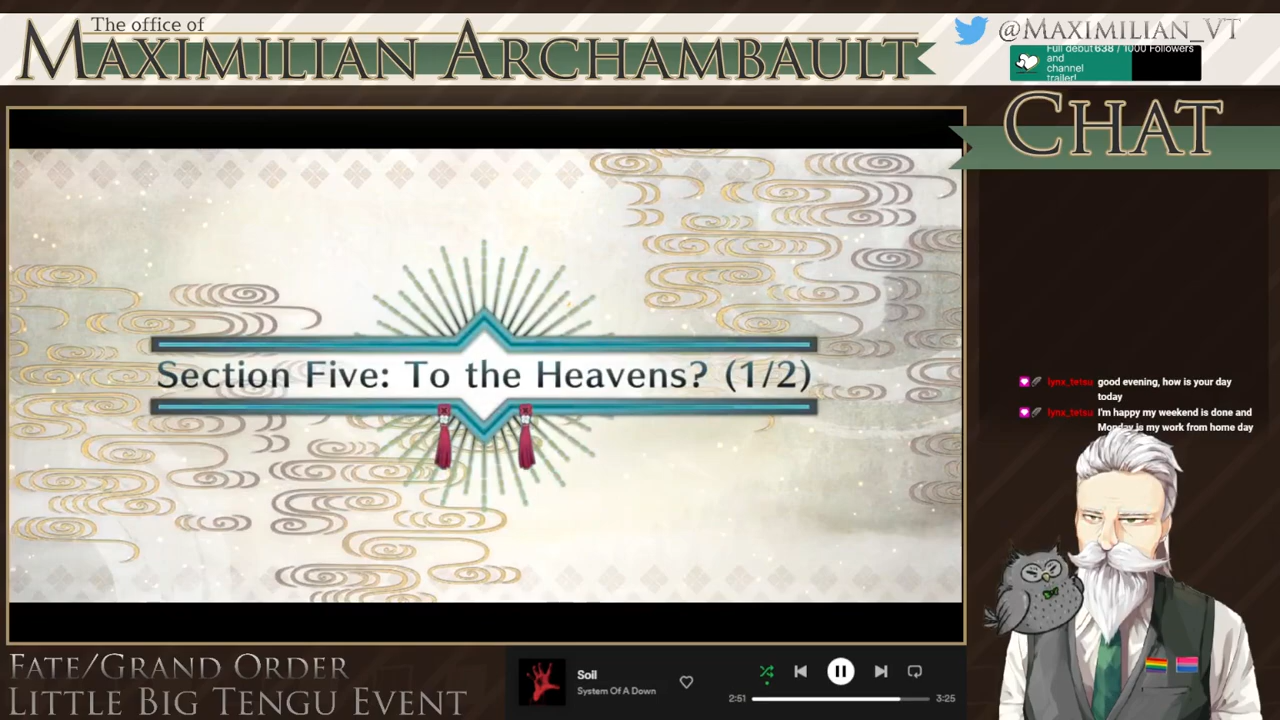 The office of
MAXIMILIAN ARCHAMBAULT
@MAXIMILIAN_VT
Full debut 638 / 1000 Followers
and
channel
trailer!
CHAT
Section Five: To the Heavens? (1/2)
lynx_tetsu good evening, how is your day
today
lynx_tetsu I'm happy my weekend is done and
Monday is my work from home day
FATE/GRAND ORDER
LITTLE BIG TENGU EVENT
Soil
System Of A Down
2:51
3:25